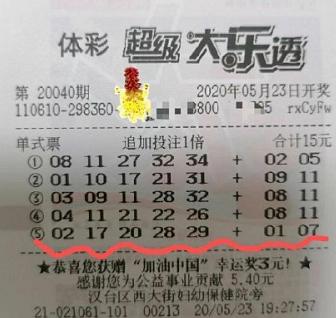 体彩 超级大乐透
第 20040期 2020年05月23日开奖
110610-298360- 3800 rxCyFw
单式票 追加投注1倍 合计15元
① 08 11 27 32 34 + 02 05
② 01 10 17 21 31 + 09 11
③ 03 09 11 28 32 + 08 11
④ 04 11 21 22 26 + 08 11
⑤ 02 17 20 28 29 + 01 07
★恭喜您获赠“加油中国”幸运奖3元!★
感谢您为公益事业贡献 5.40元
汉台区西大街妇幼保健院旁
21-021061-101 00213 20/05/23 19:27:57